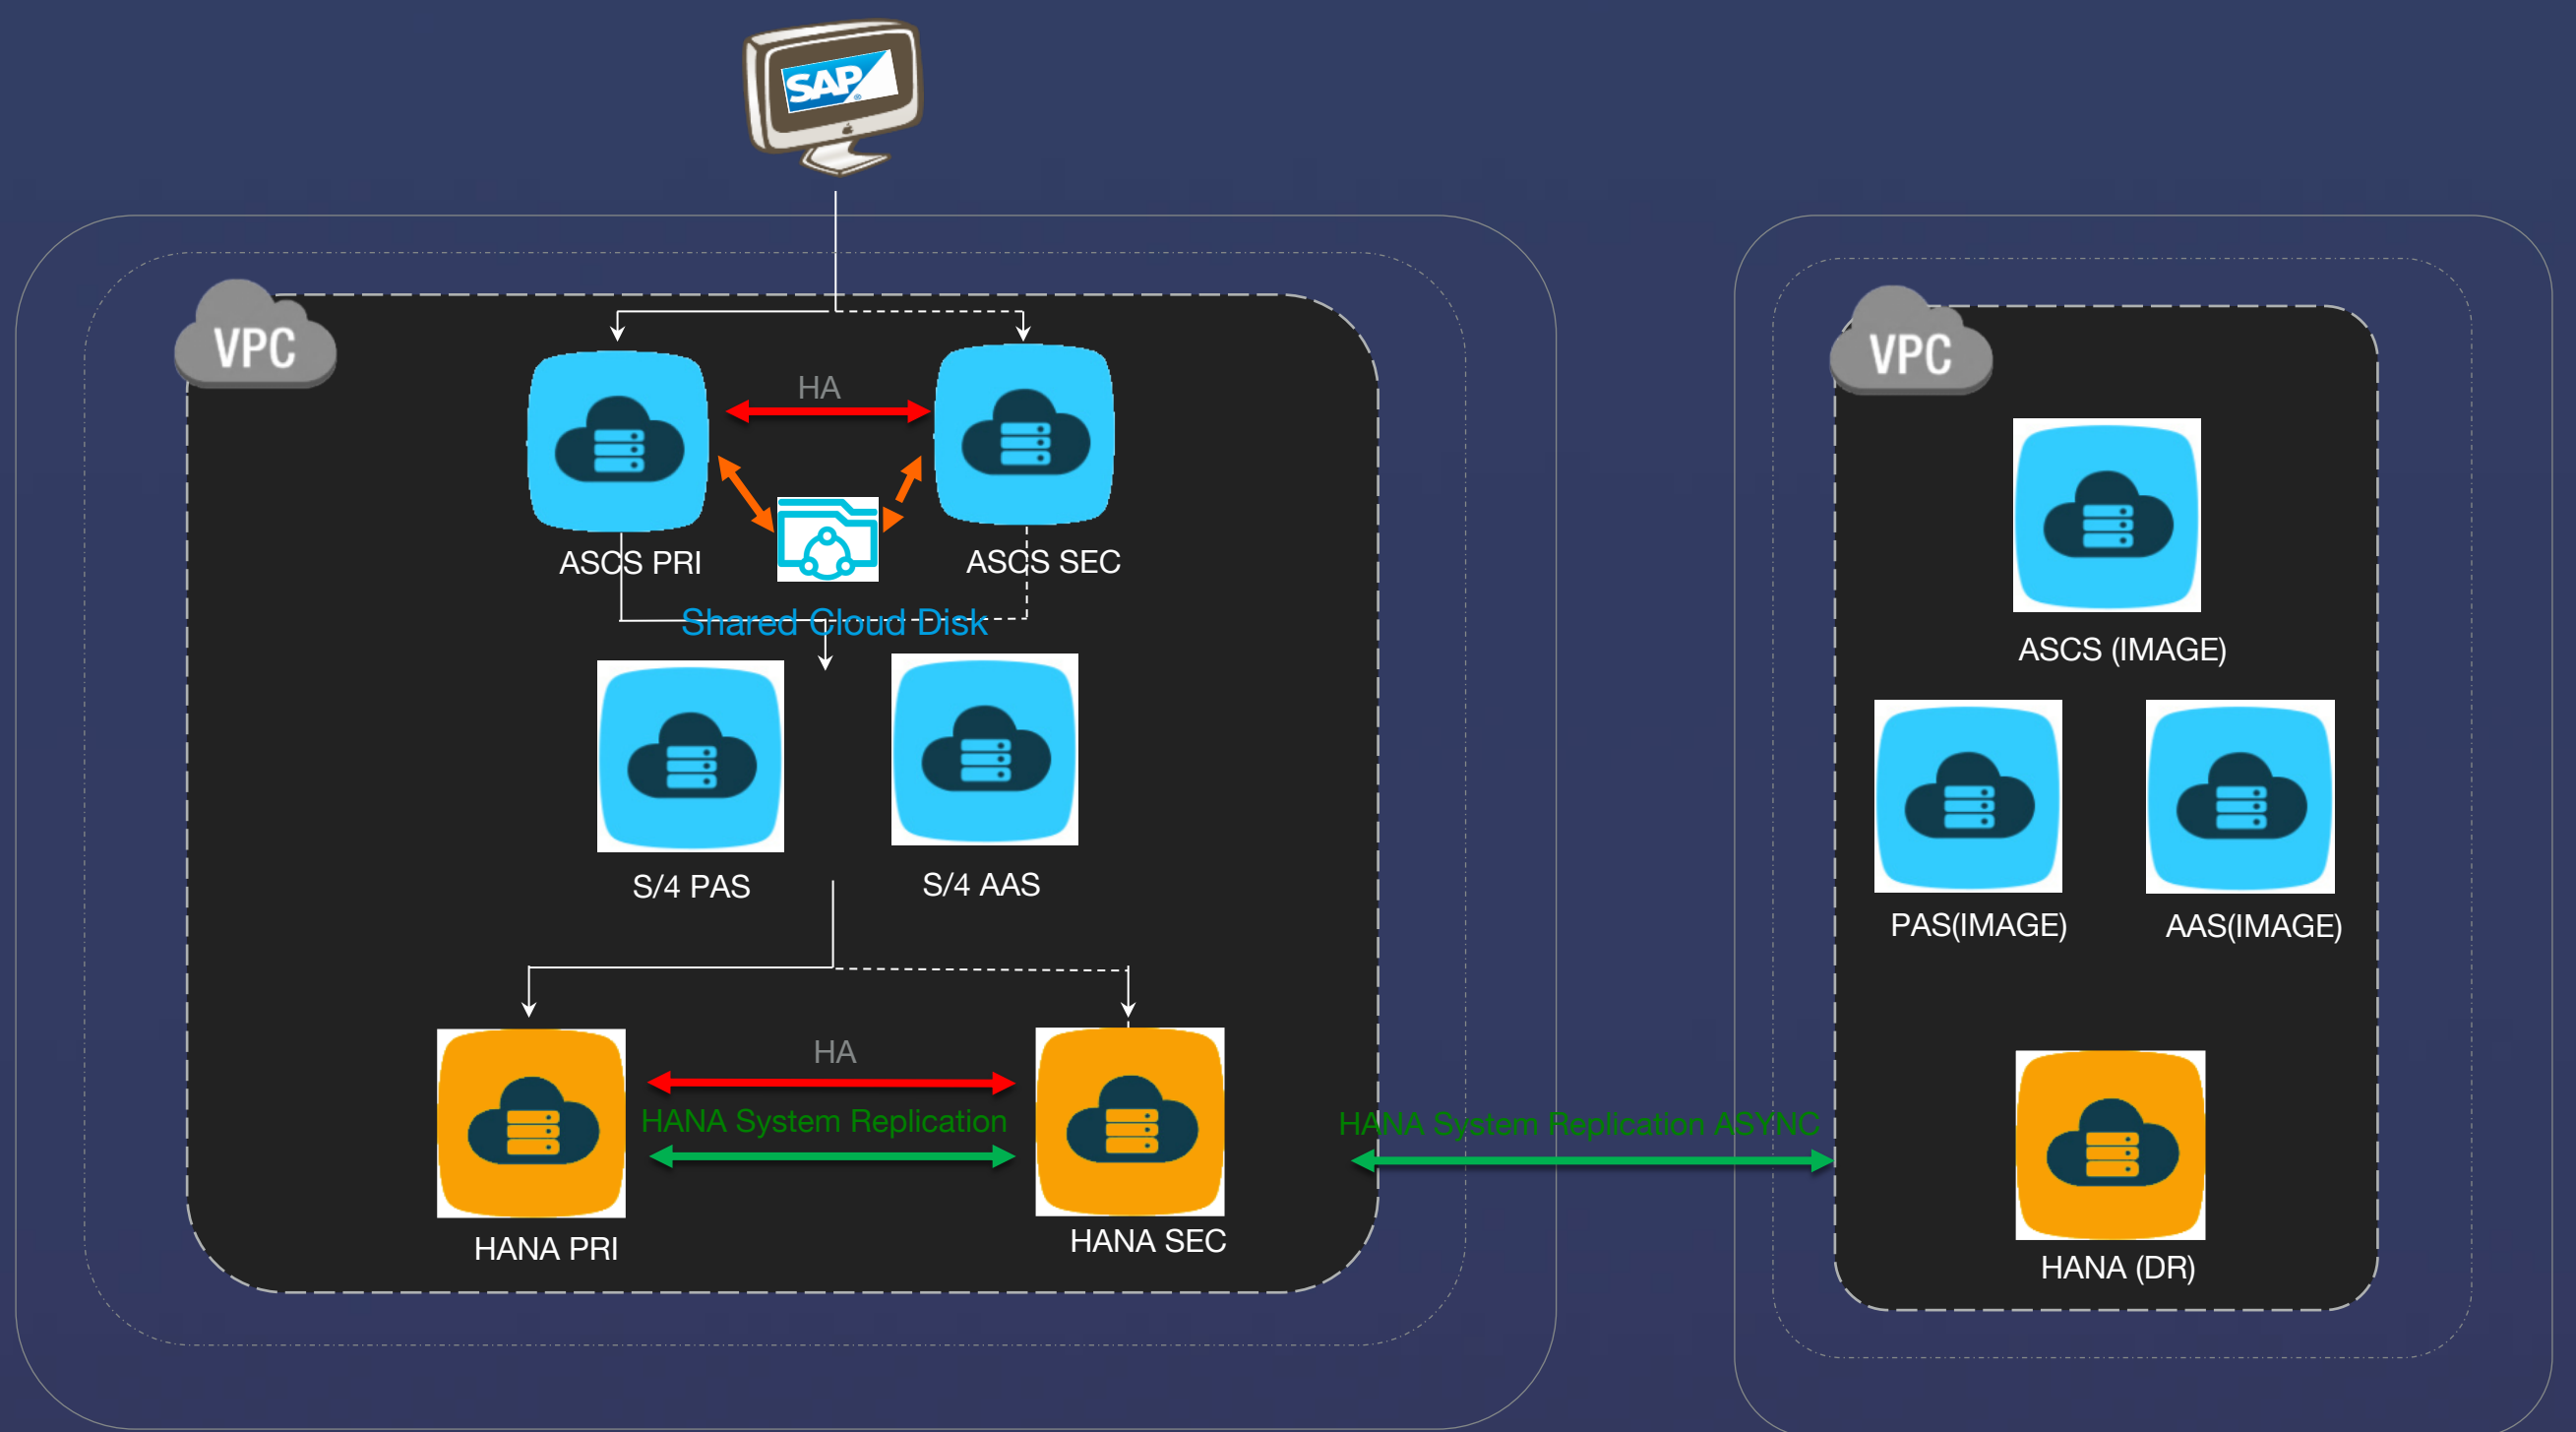 SAP
VPC
HA
ASCS PRI
ASCS SEC
Shared Cloud Disk
S/4 PAS
S/4 AAS
HA
HANA System Replication
HANA PRI
HANA SEC
HANA System Replication ASYNC
VPC
ASCS (IMAGE)
PAS(IMAGE)
AAS(IMAGE)
HANA (DR)